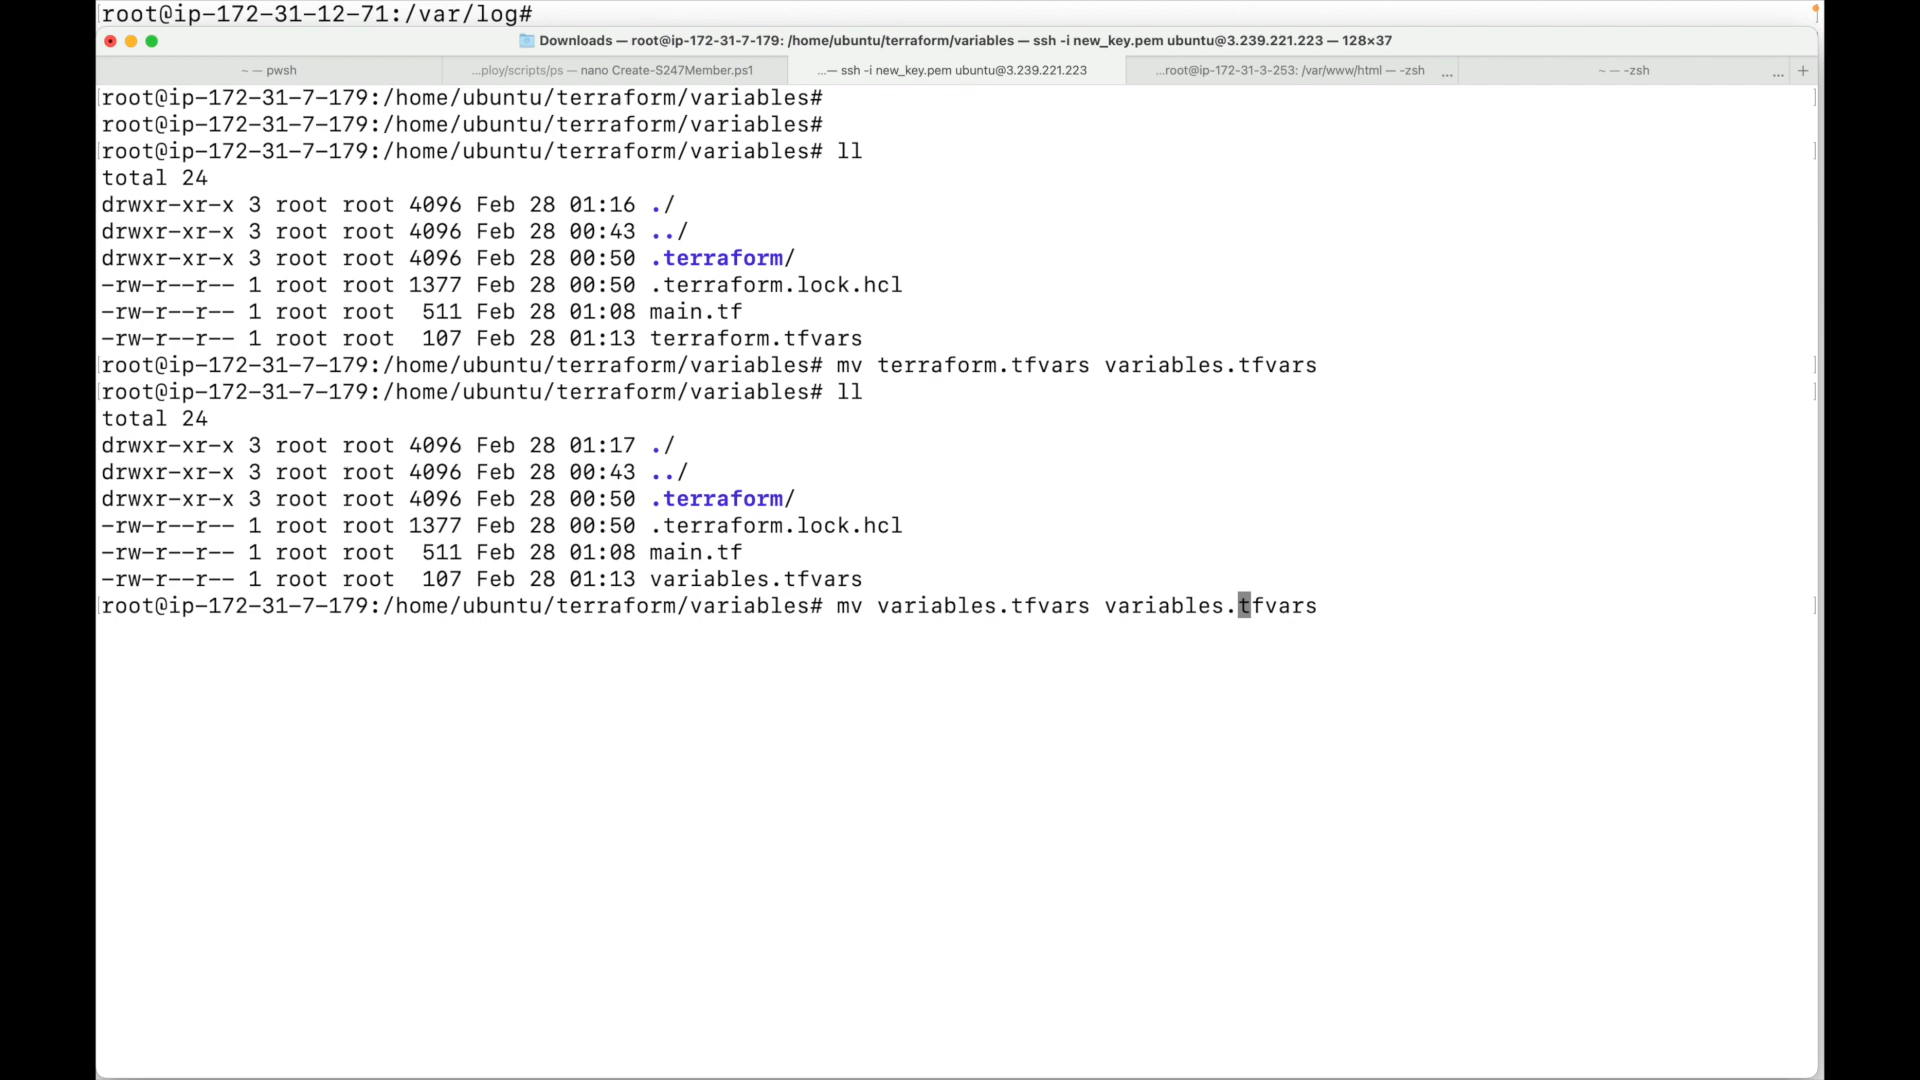 root@ip-172-31-12-71:/var/log#
Downloads — root@ip-172-31-7-179: /home/ubuntu/terraform/variables — ssh -i new_key.pem ubuntu@3.239.221.223 — 128×37
~ — pwsh ...ploy/scripts/ps — nano Create-S247Member.ps1 ...— ssh -i new_key.pem ubuntu@3.239.221.223 ...root@ip-172-31-3-253: /var/www/html — -zsh ... ~ — -zsh ... +
root@ip-172-31-7-179:/home/ubuntu/terraform/variables#
root@ip-172-31-7-179:/home/ubuntu/terraform/variables#
root@ip-172-31-7-179:/home/ubuntu/terraform/variables# ll
total 24
drwxr-xr-x 3 root root 4096 Feb 28 01:16 ./
drwxr-xr-x 3 root root 4096 Feb 28 00:43 ../
drwxr-xr-x 3 root root 4096 Feb 28 00:50 .terraform/
-rw-r--r-- 1 root root 1377 Feb 28 00:50 .terraform.lock.hcl
-rw-r--r-- 1 root root  511 Feb 28 01:08 main.tf
-rw-r--r-- 1 root root  107 Feb 28 01:13 terraform.tfvars
root@ip-172-31-7-179:/home/ubuntu/terraform/variables# mv terraform.tfvars variables.tfvars
root@ip-172-31-7-179:/home/ubuntu/terraform/variables# ll
total 24
drwxr-xr-x 3 root root 4096 Feb 28 01:17 ./
drwxr-xr-x 3 root root 4096 Feb 28 00:43 ../
drwxr-xr-x 3 root root 4096 Feb 28 00:50 .terraform/
-rw-r--r-- 1 root root 1377 Feb 28 00:50 .terraform.lock.hcl
-rw-r--r-- 1 root root  511 Feb 28 01:08 main.tf
-rw-r--r-- 1 root root  107 Feb 28 01:13 variables.tfvars
root@ip-172-31-7-179:/home/ubuntu/terraform/variables# mv variables.tfvars variables.tfvars